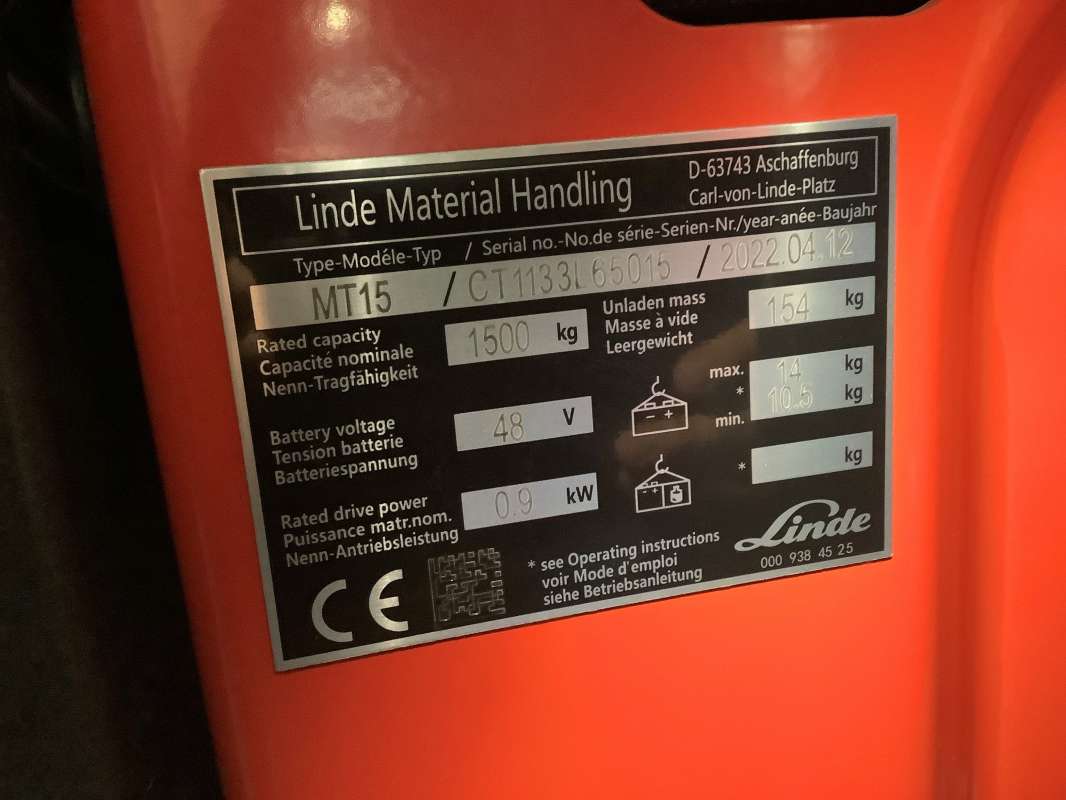 Linde Material Handling
D-63743 Aschaffenburg
Carl-von-Linde-Platz
Type-Modéle-Typ / Serial no.-No.de série-Serien-Nr./year-anée-Baujahr
MT15 / CT1133L65015 / 2022.04.12
Rated capacity
Capacité nominale
Nenn-Tragfähigkeit
1500 kg
Unladen mass
Masse à vide
Leergewicht
154 kg
Battery voltage
Tension batterie
Batteriespannung
48 V
- +
max. 14 kg
* 10.5 kg
min.
Rated drive power
Puissance matr.nom.
Nenn-Antriebsleistung
0.9 kW
- +
* kg
CE
* see Operating instructions
voir Mode d'emploi
siehe Betriebsanleitung
Linde
000 938 45 25